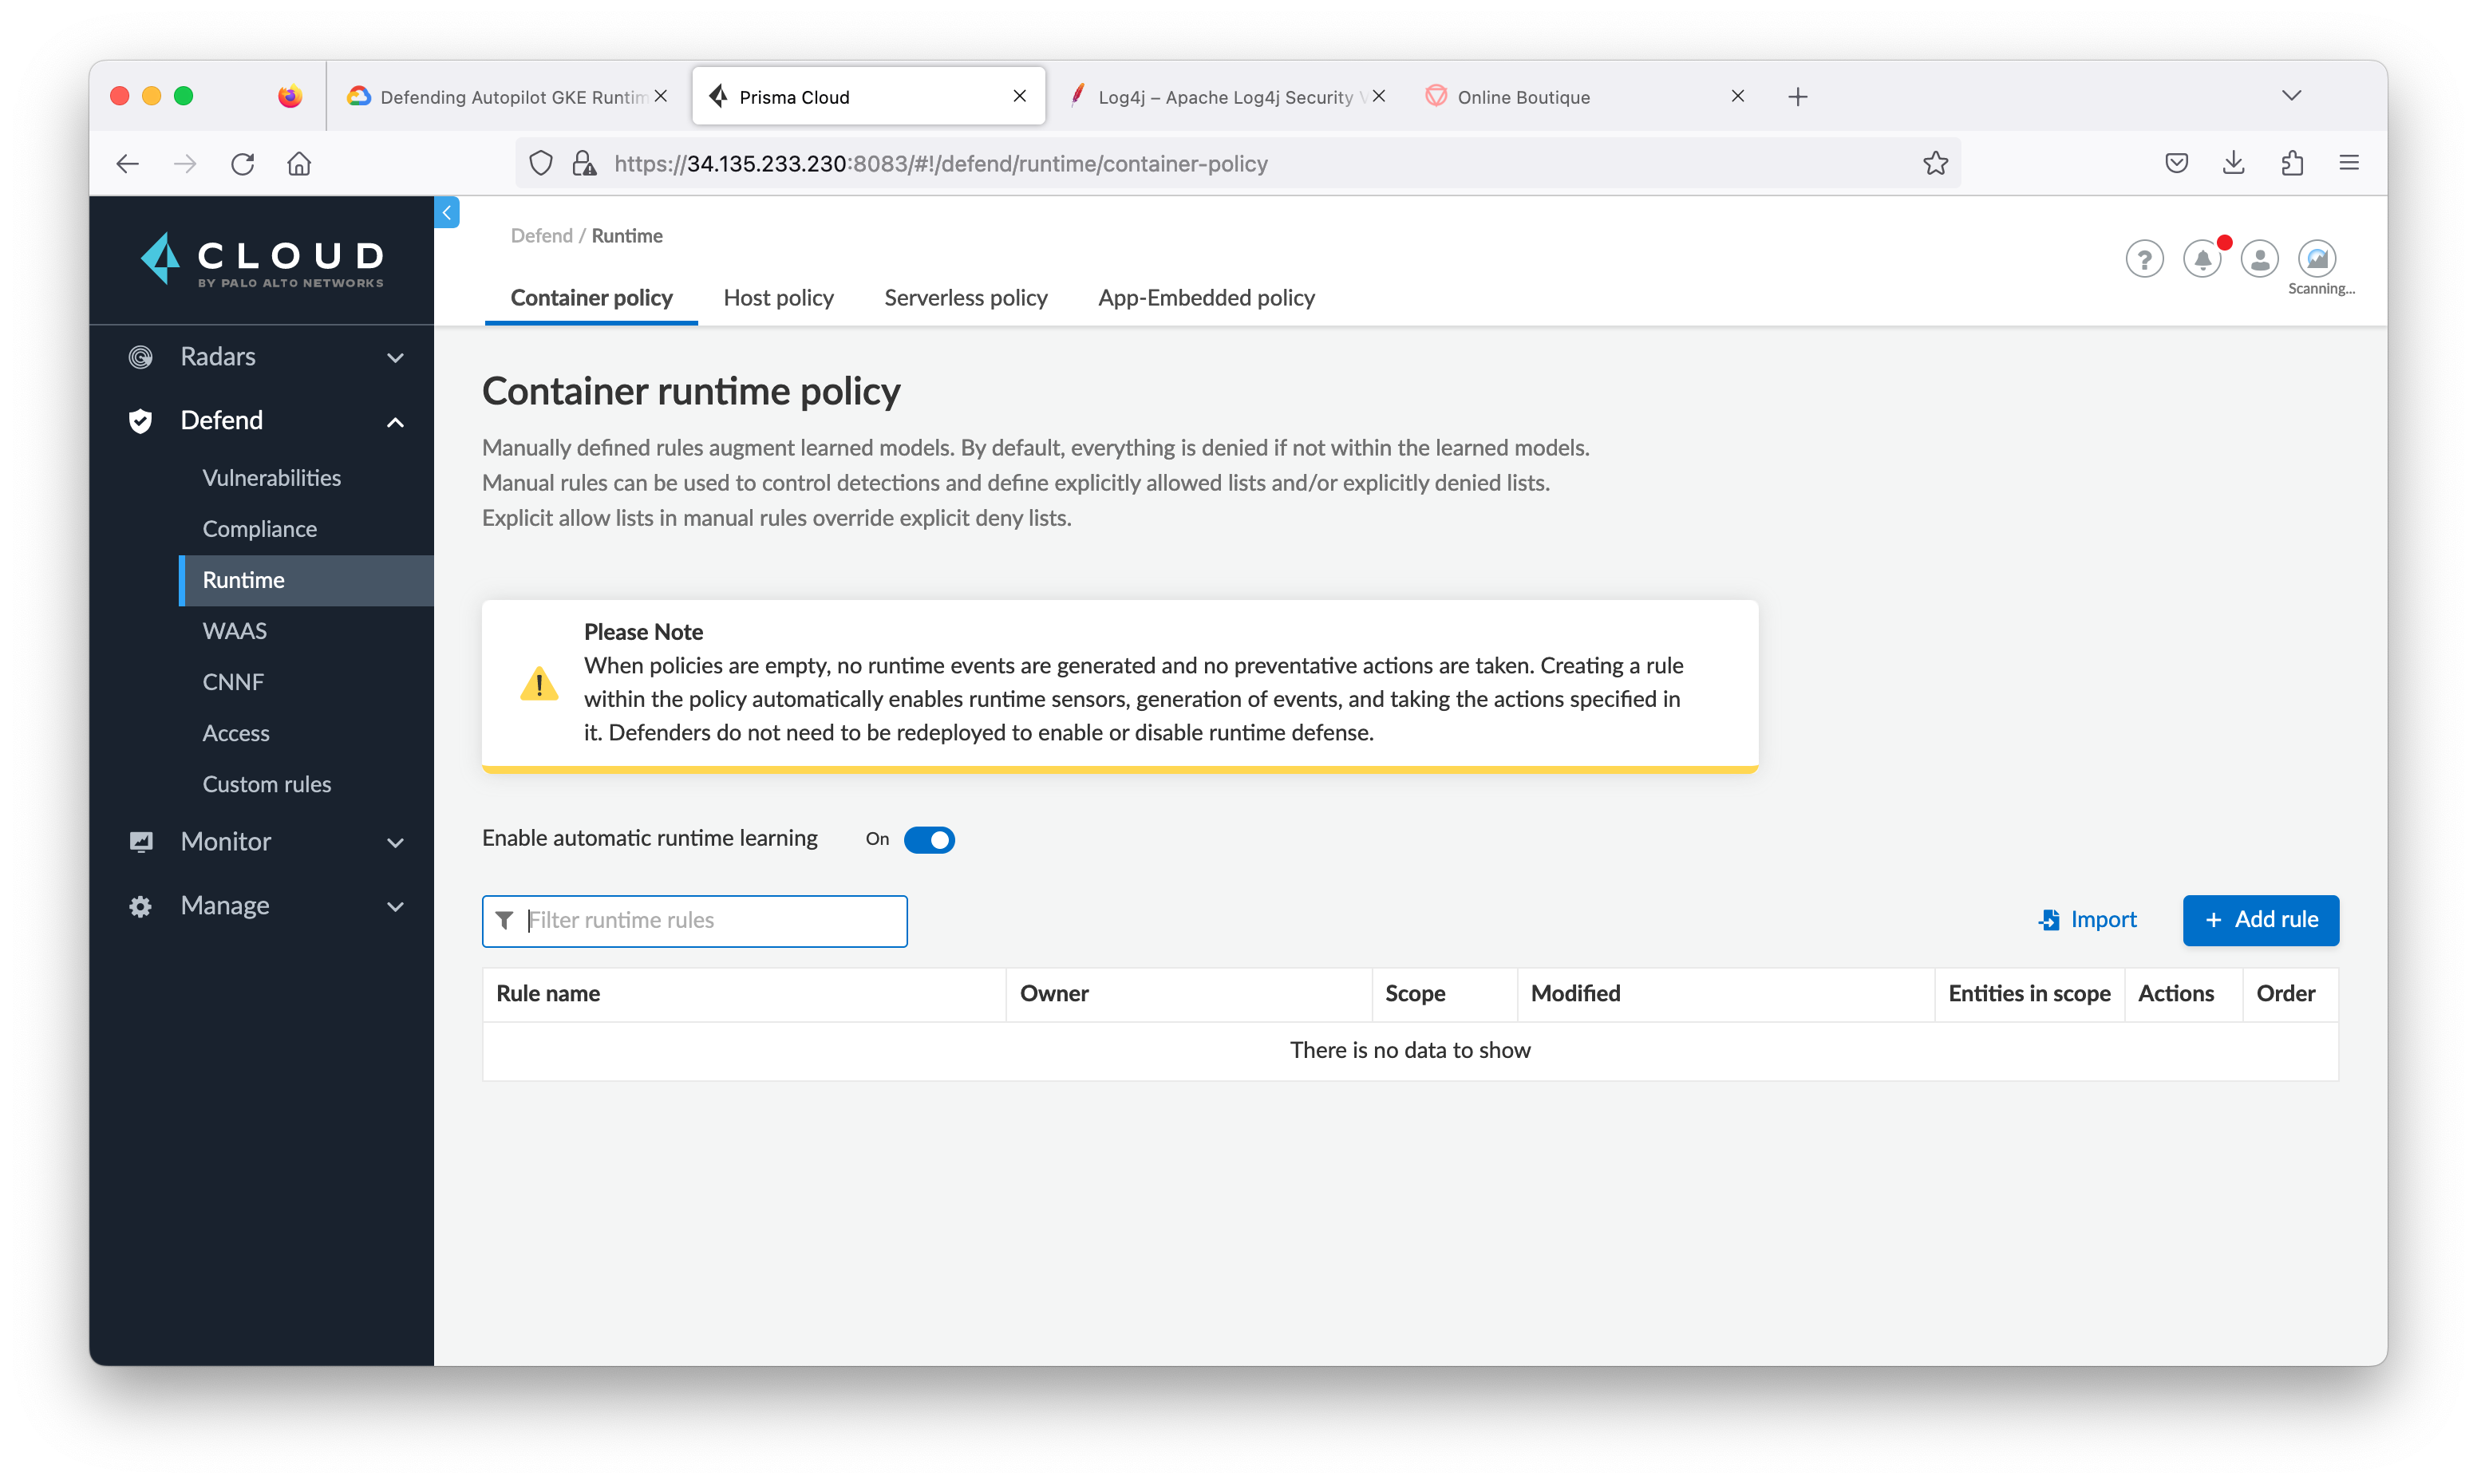 Defending Autopilot GKE Runtim
Prisma Cloud
Log4j – Apache Log4j Security V
Online Boutique
https://34.135.233.230:8083/#!/defend/runtime/container-policy
CLOUD
BY PALO ALTO NETWORKS
Radars
Defend
Vulnerabilities
Compliance
Runtime
WAAS
CNNF
Access
Custom rules
Monitor
Manage
Defend / Runtime
Scanning...
Container policy
Host policy
Serverless policy
App-Embedded policy
Container runtime policy
Manually defined rules augment learned models. By default, everything is denied if not within the learned models.
Manual rules can be used to control detections and define explicitly allowed lists and/or explicitly denied lists.
Explicit allow lists in manual rules override explicit deny lists.
Please Note
When policies are empty, no runtime events are generated and no preventative actions are taken. Creating a rule
within the policy automatically enables runtime sensors, generation of events, and taking the actions specified in
it. Defenders do not need to be redeployed to enable or disable runtime defense.
Enable automatic runtime learning On
Filter runtime rules
Import
+ Add rule
Rule name Owner Scope Modified Entities in scope Actions Order
There is no data to show